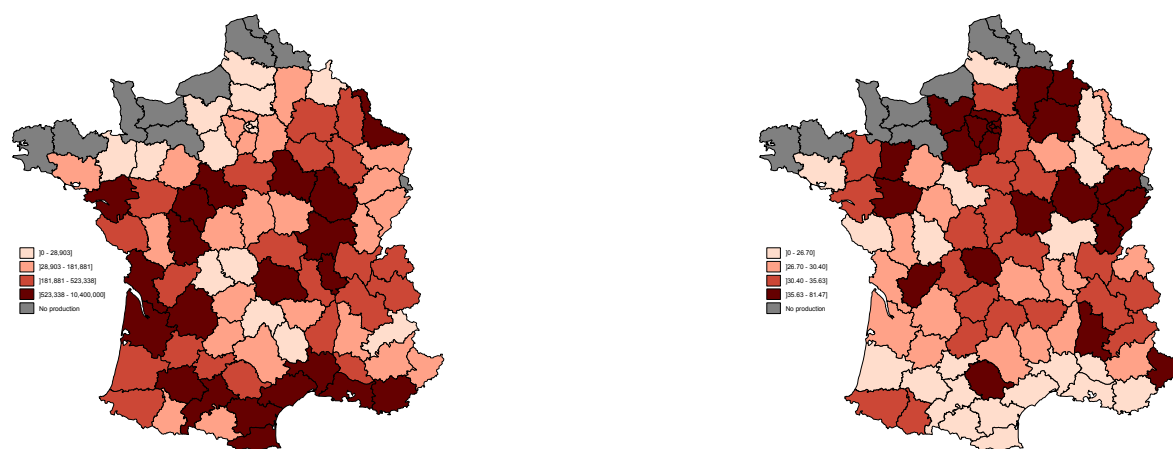 ]0 - 28,903]
]28,903 - 181,881]
]181,881 - 523,338]
]523,338 - 10,400,000]
No production
]0 - 26.70]
]26.70 - 30.40]
]30.40 - 35.63]
]35.63 - 81.47]
No production